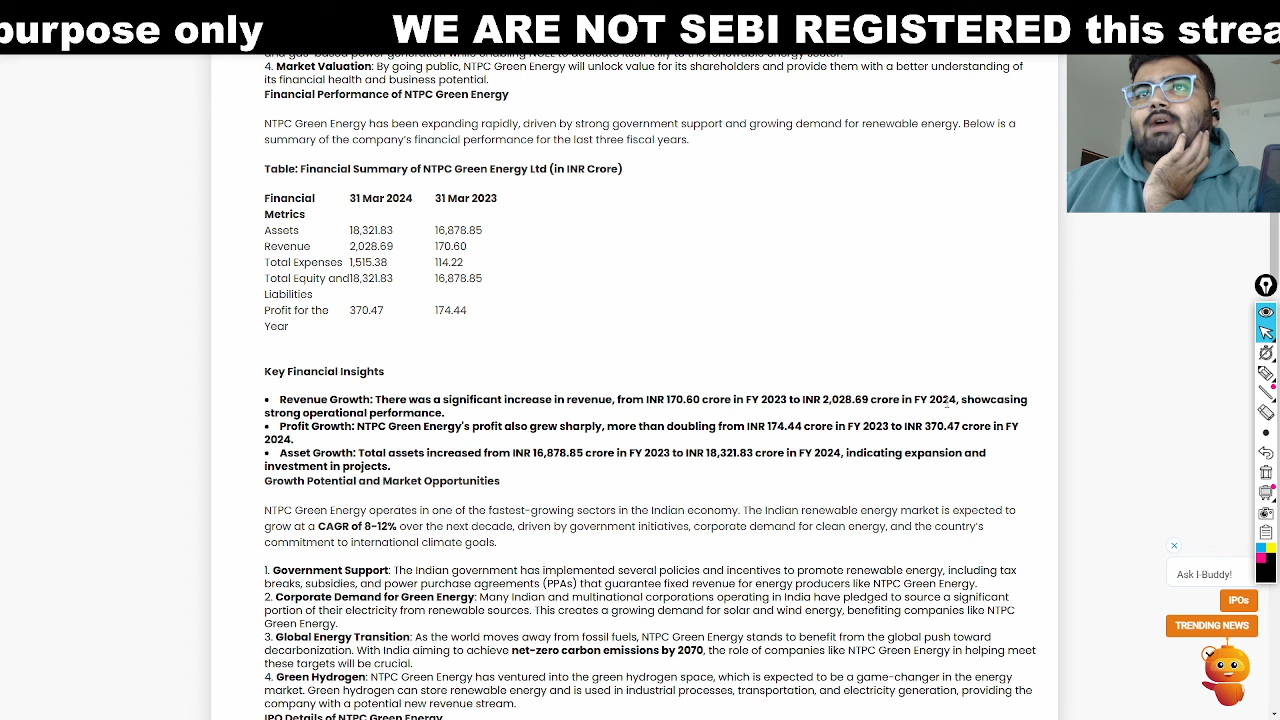 purpose only WE ARE NOT SEBI REGISTERED this strea
4. Market Valuation: By going public, NTPC Green Energy will unlock value for its shareholders and provide them with a better understanding of
its financial health and business potential.
Financial Performance of NTPC Green Energy
NTPC Green Energy has been expanding rapidly, driven by strong government support and growing demand for renewable energy. Below is a
summary of the company's financial performance for the last three fiscal years.
Table: Financial Summary of NTPC Green Energy Ltd (in INR Crore)
Financial Metrics 31 Mar 2024 31 Mar 2023
Assets 18,321.83 16,878.85
Revenue 2,028.69 170.60
Total Expenses 1,515.38 114.22
Total Equity and Liabilities 18,321.83 16,878.85
Profit for the Year 370.47 174.44
Key Financial Insights
• Revenue Growth: There was a significant increase in revenue, from INR 170.60 crore in FY 2023 to INR 2,028.69 crore in FY 2024, showcasing
strong operational performance.
• Profit Growth: NTPC Green Energy's profit also grew sharply, more than doubling from INR 174.44 crore in FY 2023 to INR 370.47 crore in FY
2024.
• Asset Growth: Total assets increased from INR 16,878.85 crore in FY 2023 to INR 18,321.83 crore in FY 2024, indicating expansion and
investment in projects.
Growth Potential and Market Opportunities
NTPC Green Energy operates in one of the fastest-growing sectors in the Indian economy. The Indian renewable energy market is expected to
grow at a CAGR of 8-12% over the next decade, driven by government initiatives, corporate demand for clean energy, and the country's
commitment to international climate goals.
1. Government Support: The Indian government has implemented several policies and incentives to promote renewable energy, including tax
breaks, subsidies, and power purchase agreements (PPAs) that guarantee fixed revenue for energy producers like NTPC Green Energy.
2. Corporate Demand for Green Energy: Many Indian and multinational corporations operating in India have pledged to source a significant
portion of their electricity from renewable sources. This creates a growing demand for solar and wind energy, benefiting companies like NTPC
Green Energy.
3. Global Energy Transition: As the world moves away from fossil fuels, NTPC Green Energy stands to benefit from the global push toward
decarbonization. With India aiming to achieve net-zero carbon emissions by 2070, the role of companies like NTPC Green Energy in helping meet
these targets will be crucial.
4. Green Hydrogen: NTPC Green Energy has ventured into the green hydrogen space, which is expected to be a game-changer in the energy
market. Green hydrogen can store renewable energy and is used in industrial processes, transportation, and electricity generation, providing the
company with a potential new revenue stream.
IPO Details of NTPC Green Energy
Ask I-Buddy!
IPOs
TRENDING NEWS